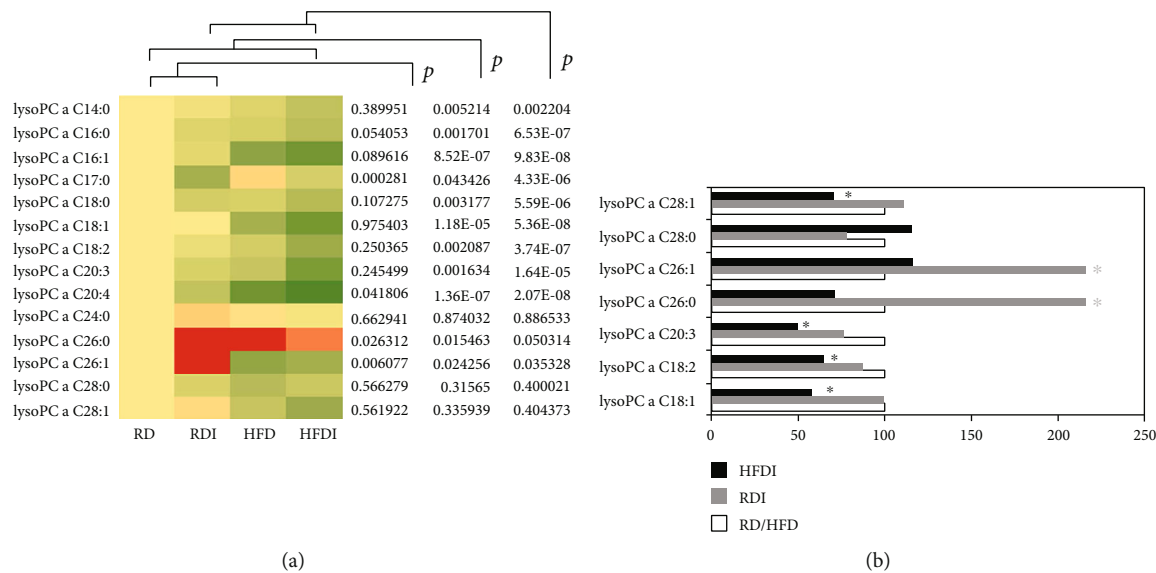 p p p
lysoPC a C14:0 0.389951 0.005214 0.002204
lysoPC a C16:0 0.054053 0.001701 6.53E-07
lysoPC a C16:1 0.089616 8.52E-07 9.83E-08
lysoPC a C17:0 0.000281 0.043426 4.33E-06
lysoPC a C18:0 0.107275 0.003177 5.59E-06
lysoPC a C18:1 0.975403 1.18E-05 5.36E-08
lysoPC a C18:2 0.250365 0.002087 3.74E-07
lysoPC a C20:3 0.245499 0.001634 1.64E-05
lysoPC a C20:4 0.041806 1.36E-07 2.07E-08
lysoPC a C24:0 0.662941 0.874032 0.886533
lysoPC a C26:0 0.026312 0.015463 0.050314
lysoPC a C26:1 0.006077 0.024256 0.035328
lysoPC a C28:0 0.566279 0.31565 0.400021
lysoPC a C28:1 0.561922 0.335939 0.404373
RD RDI HFD HFDI
(a)
lysoPC a C28:1 *
lysoPC a C28:0
lysoPC a C26:1 *
lysoPC a C26:0 *
lysoPC a C20:3 *
lysoPC a C18:2 *
lysoPC a C18:1 *
0 50 100 150 200 250
HFDI
RDI
RD/HFD
(b)